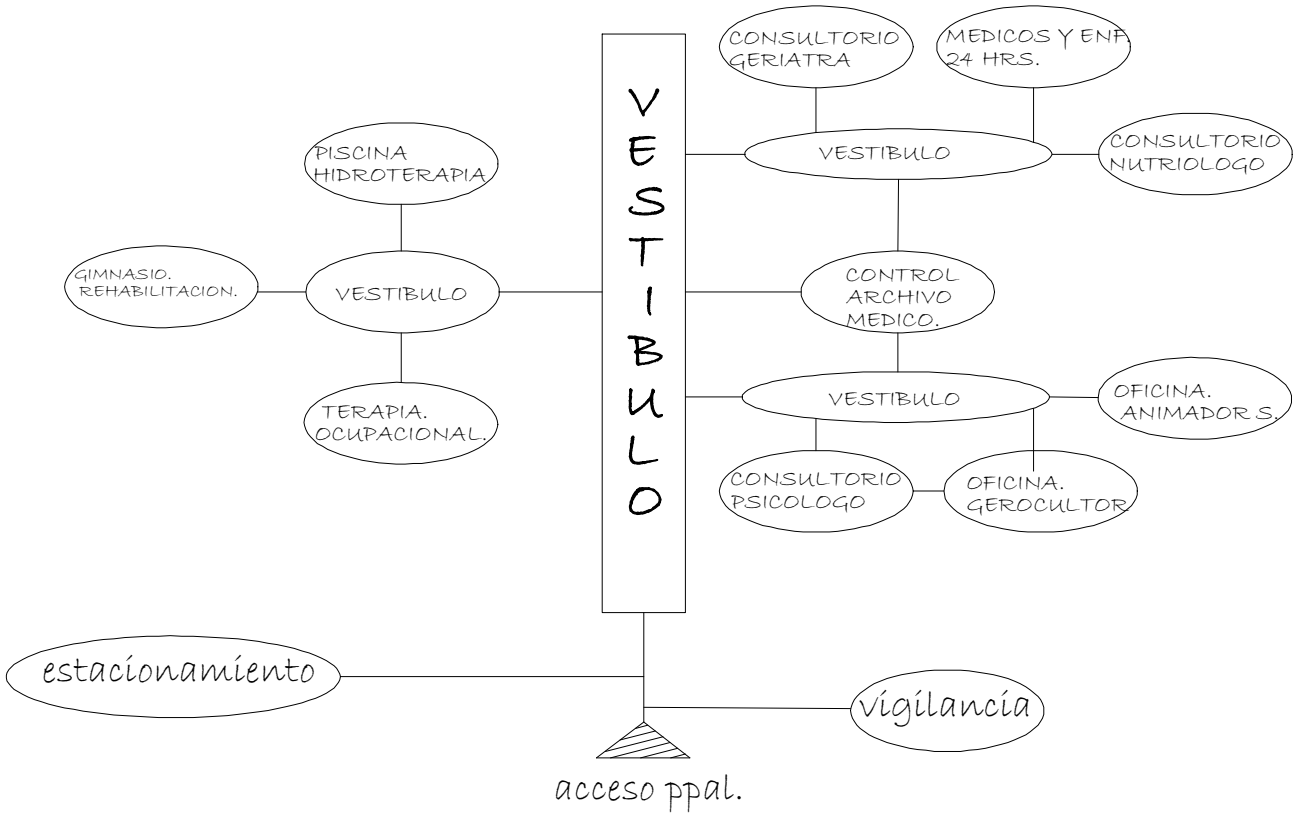 CONSULTORIO
GERIATRA
MEDICOS Y ENF.
24 HRS.
VESTIBULO
PISCINA
HIDROTERAPIA
VESTIBULO
CONSULTORIO
NUTRIOLOGO
GIMNASIO.
REHABILITACION.
VESTIBULO
CONTROL
ARCHIVO
MEDICO.
TERAPIA.
OCUPACIONAL.
VESTIBULO
OFICINA.
ANIMADOR S.
CONSULTORIO
PSICOLOGO
OFICINA.
GEROCULTOR
estacionamiento
vigilancia
acceso ppal.